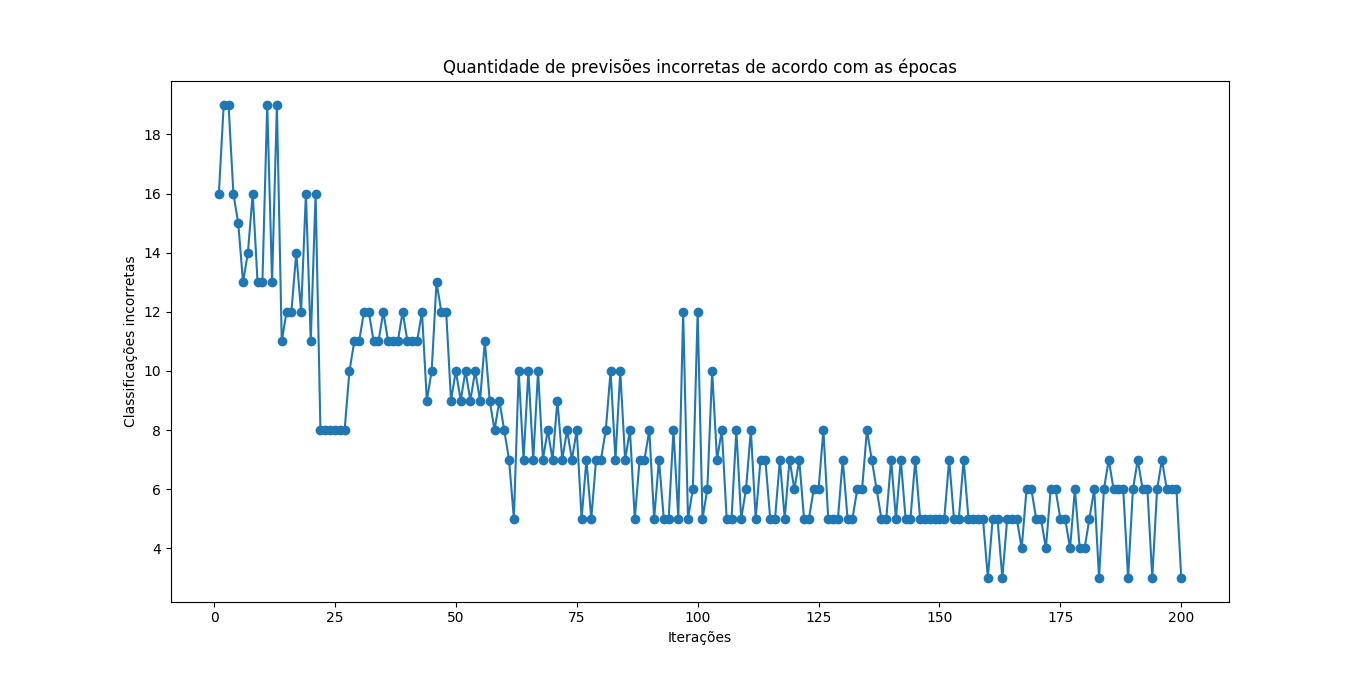 Quantidade de previsões incorretas de acordo com as épocas
Classificações incorretas
18
16
14
12
10
8
6
4
0 25 50 75 100 125 150 175 200
Iterações